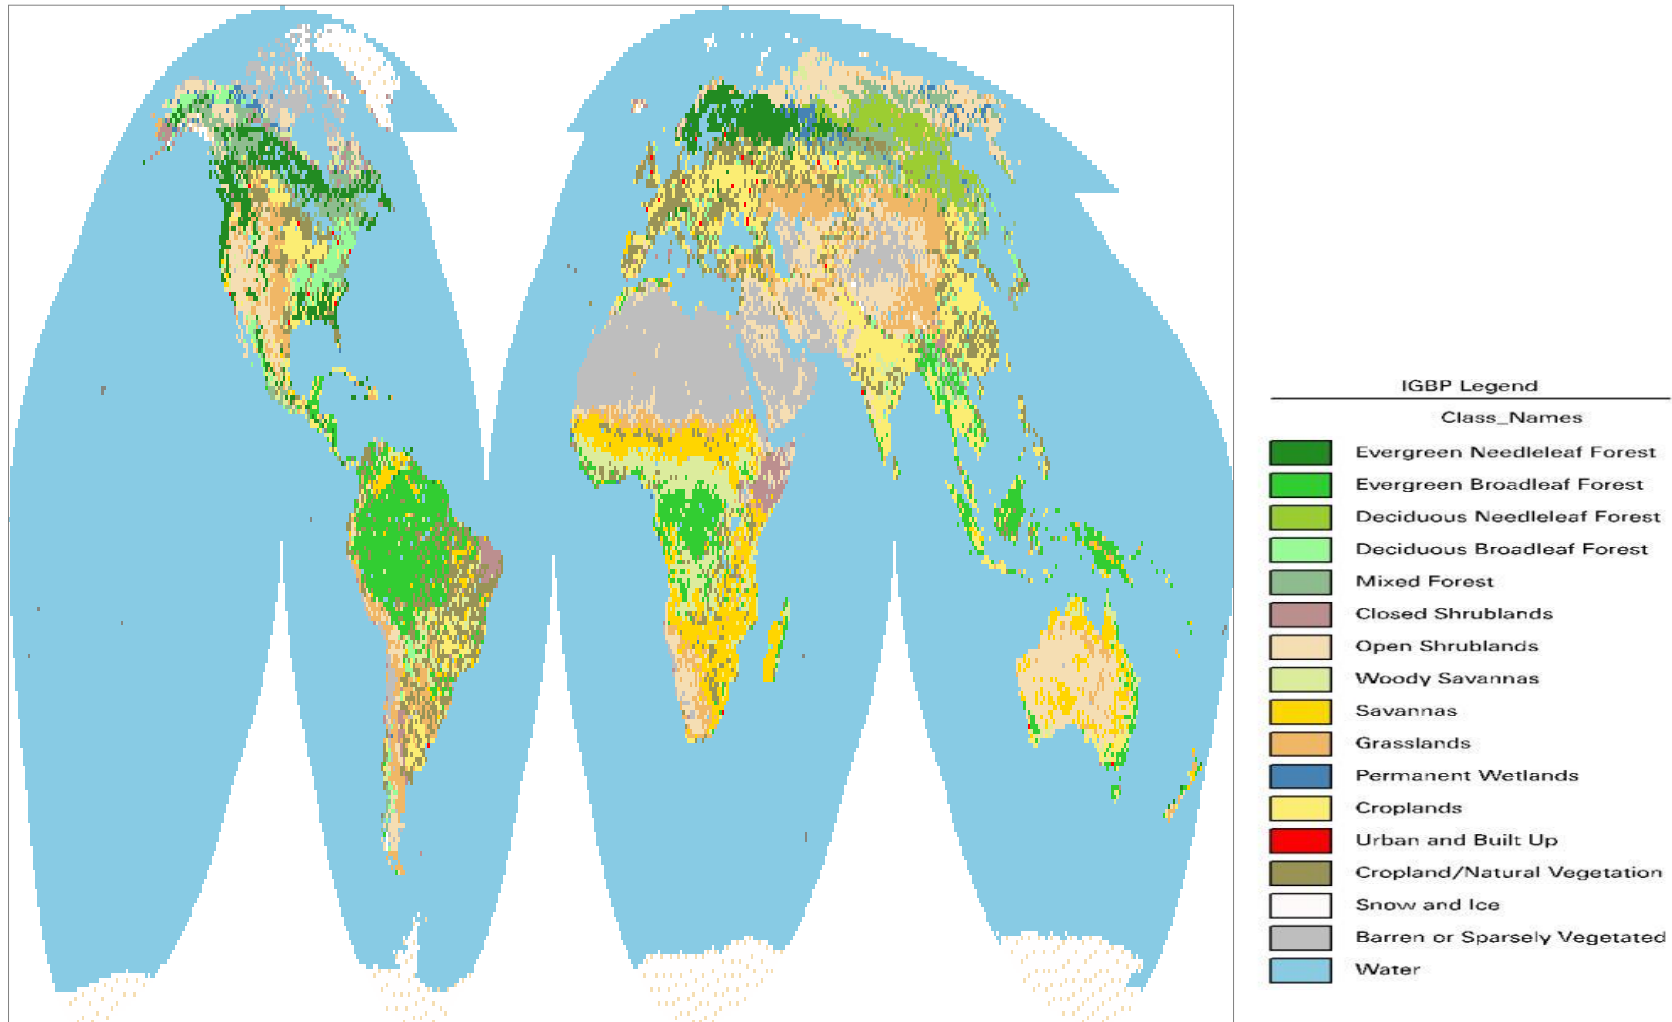 IGBP Legend
Class_Names
Evergreen Needleleaf Forest
Evergreen Broadleaf Forest
Deciduous Needleleaf Forest
Deciduous Broadleaf Forest
Mixed Forest
Closed Shrublands
Open Shrublands
Woody Savannas
Savannas
Grasslands
Permanent Wetlands
Croplands
Urban and Built Up
Cropland/Natural Vegetation
Snow and Ice
Barren or Sparsely Vegetated
Water